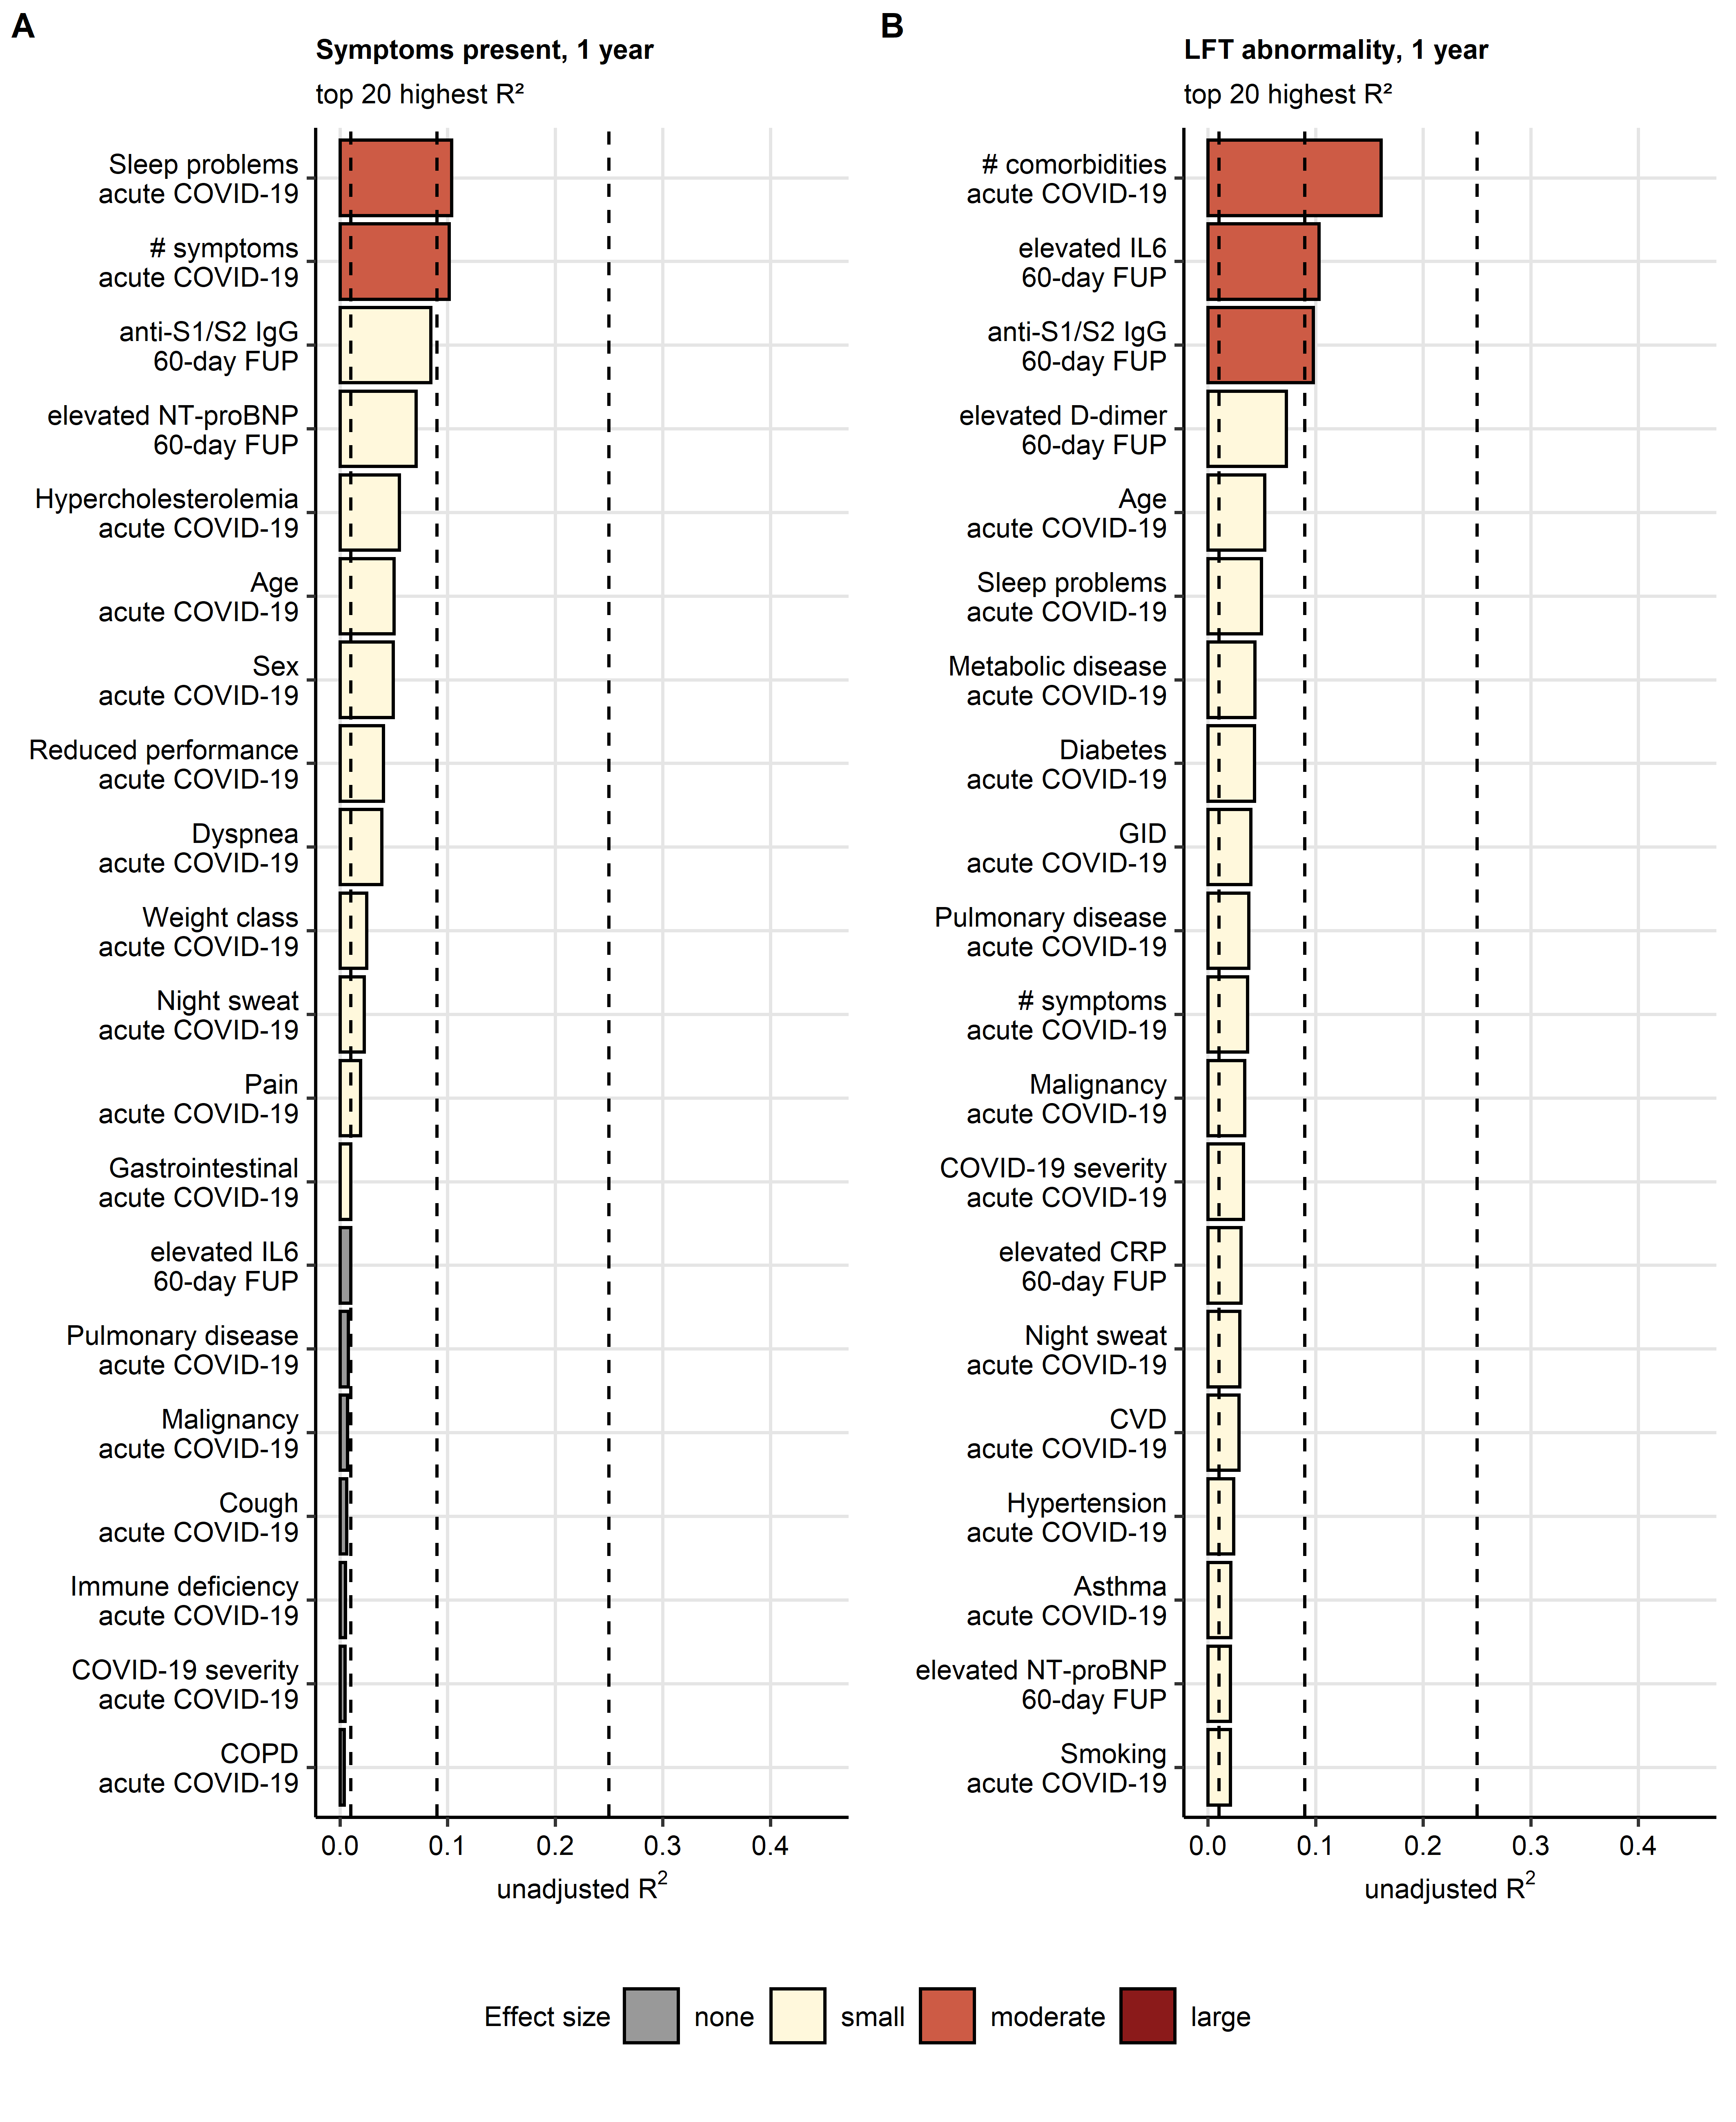 A
Symptoms present, 1 year
top 20 highest R²
Sleep problems
acute COVID-19
# symptoms
acute COVID-19
anti-S1/S2 IgG
60-day FUP
elevated NT-proBNP
60-day FUP
Hypercholesterolemia
acute COVID-19
Age
acute COVID-19
Sex
acute COVID-19
Reduced performance
acute COVID-19
Dyspnea
acute COVID-19
Weight class
acute COVID-19
Night sweat
acute COVID-19
Pain
acute COVID-19
Gastrointestinal
acute COVID-19
elevated IL6
60-day FUP
Pulmonary disease
acute COVID-19
Malignancy
acute COVID-19
Cough
acute COVID-19
Immune deficiency
acute COVID-19
COVID-19 severity
acute COVID-19
COPD
acute COVID-19
0.0 0.1 0.2 0.3 0.4
unadjusted R²
B
LFT abnormality, 1 year
top 20 highest R²
# comorbidities
acute COVID-19
elevated IL6
60-day FUP
anti-S1/S2 IgG
60-day FUP
elevated D-dimer
60-day FUP
Age
acute COVID-19
Sleep problems
acute COVID-19
Metabolic disease
acute COVID-19
Diabetes
acute COVID-19
GID
acute COVID-19
Pulmonary disease
acute COVID-19
# symptoms
acute COVID-19
Malignancy
acute COVID-19
COVID-19 severity
acute COVID-19
elevated CRP
60-day FUP
Night sweat
acute COVID-19
CVD
acute COVID-19
Hypertension
acute COVID-19
Asthma
acute COVID-19
elevated NT-proBNP
60-day FUP
Smoking
acute COVID-19
0.0 0.1 0.2 0.3 0.4
unadjusted R²
Effect size none small moderate large